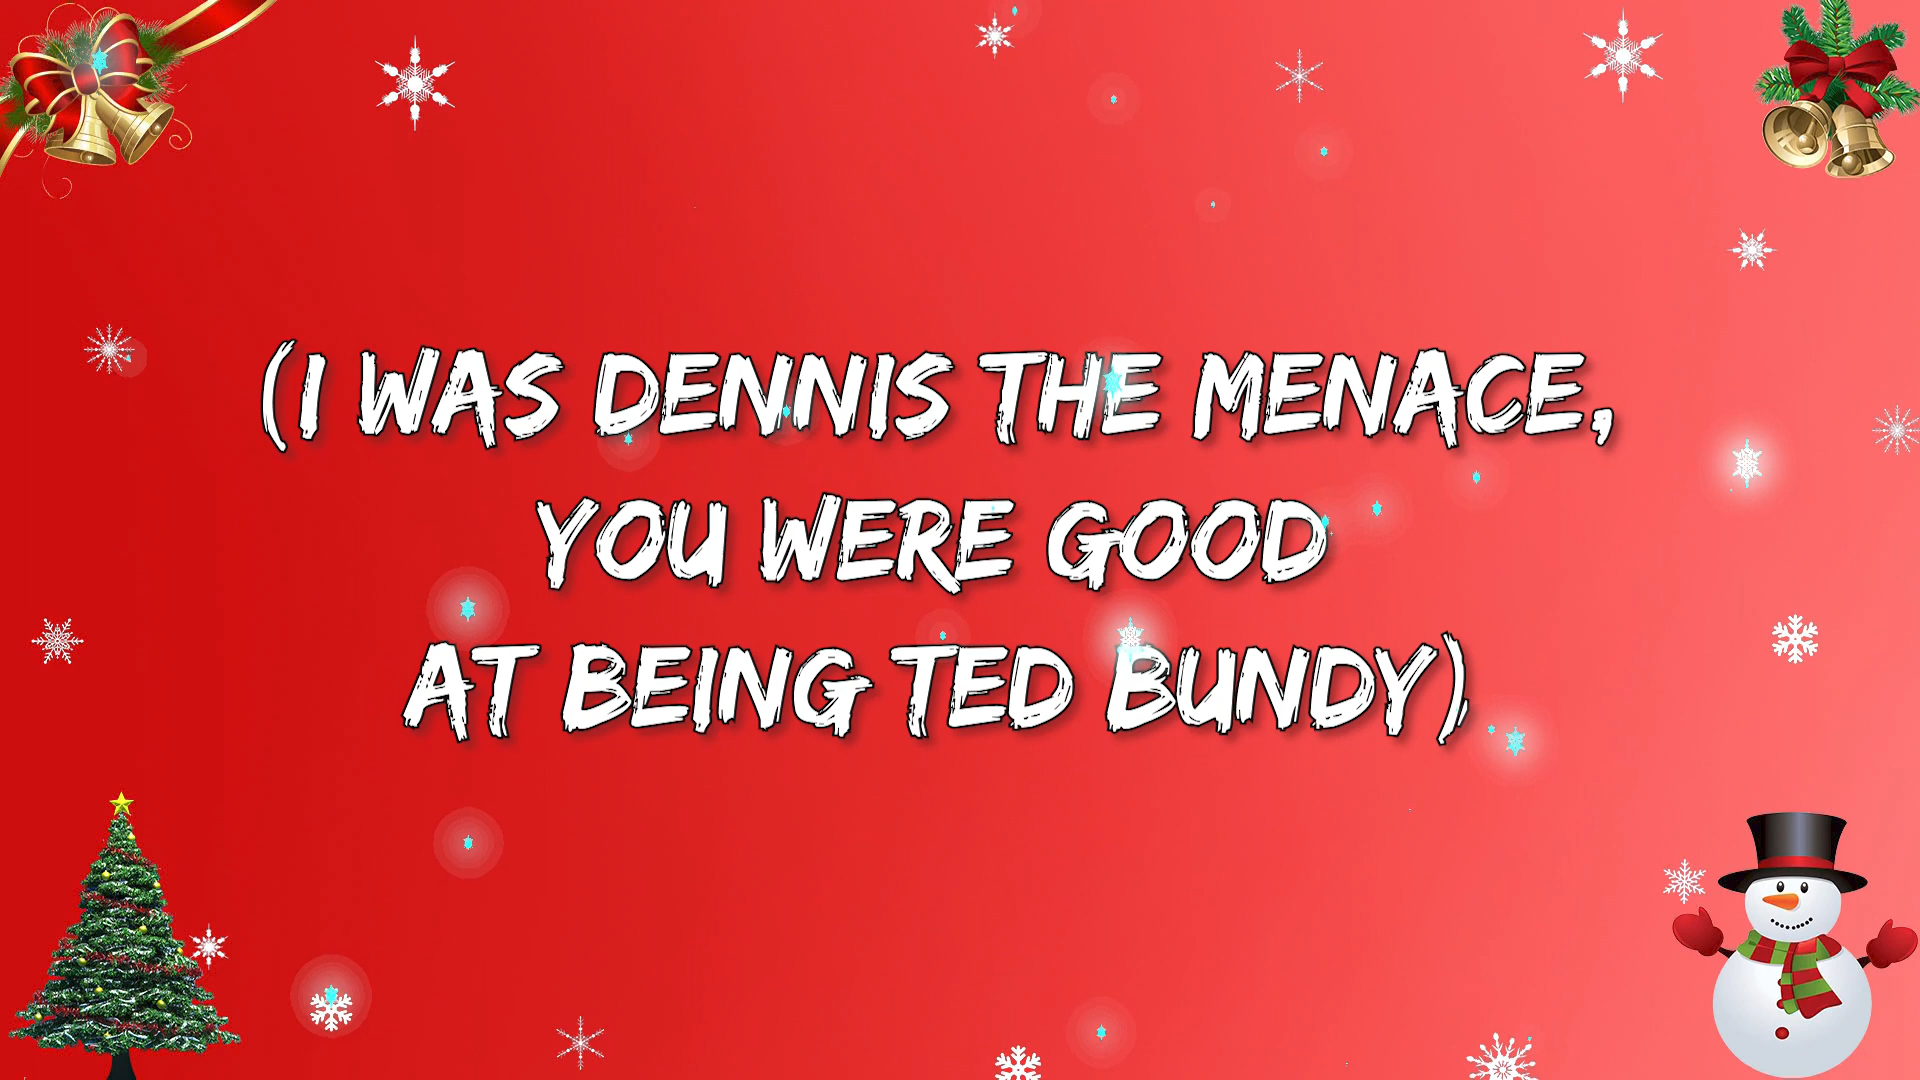 (I WAS DENNIS THE MENACE,
YOU WERE GOOD
AT BEING TED BUNDY)